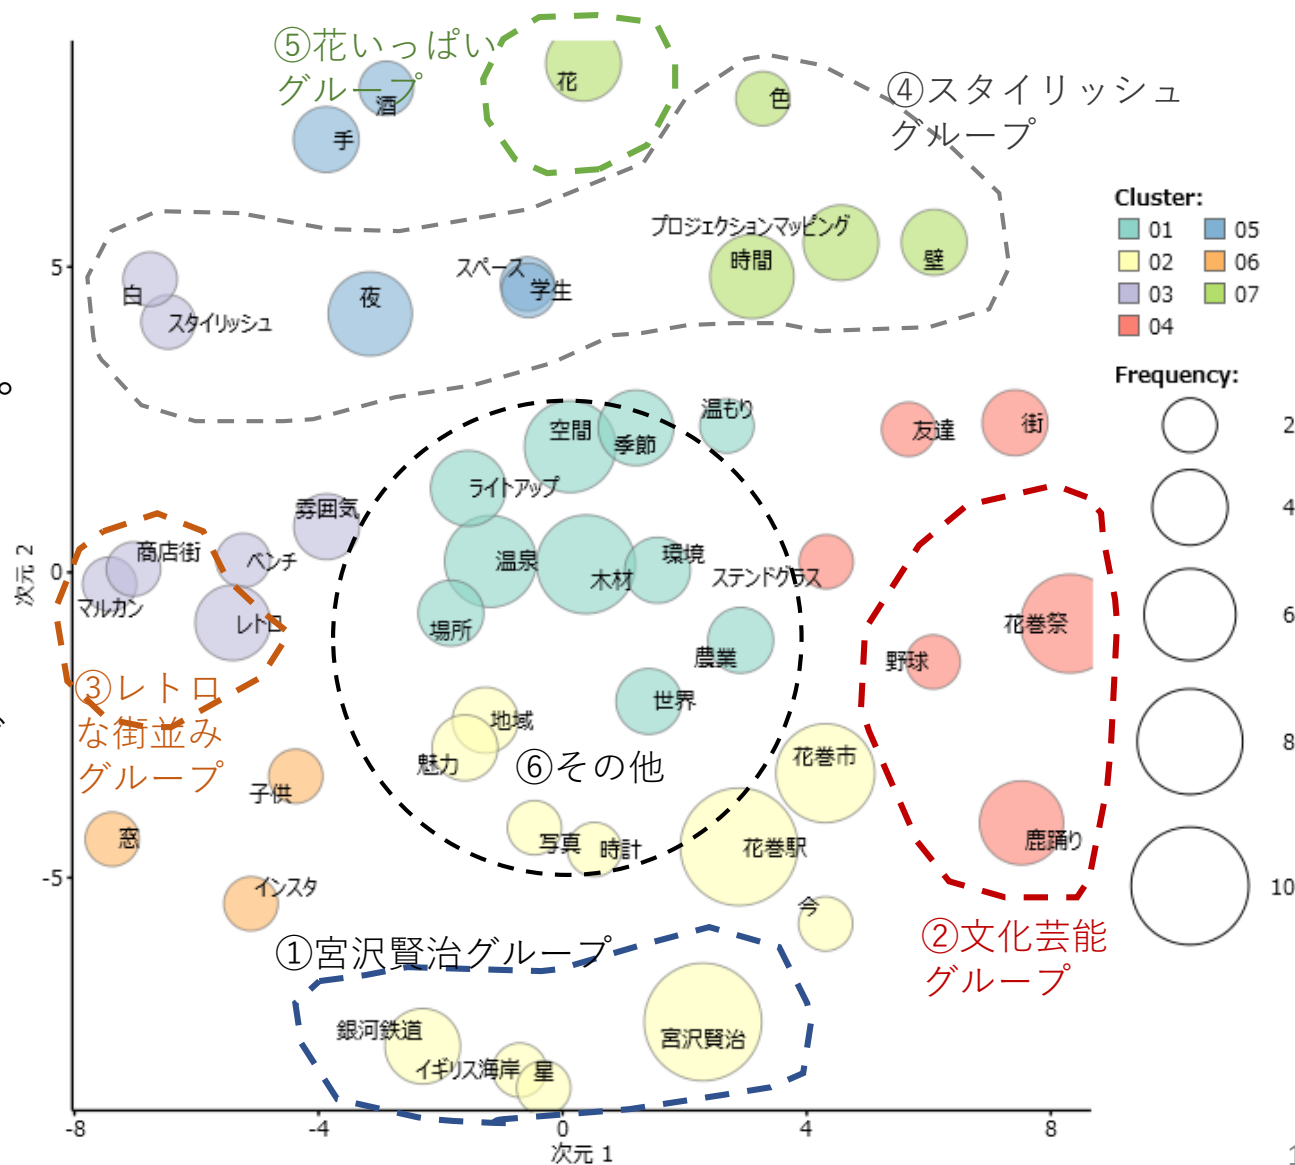 ⑤花いっぱい
グループ
花
酒
手
色
④スタイリッシュ
グループ
プロジェクションマッピング
時間
壁
スペース
学生
夜
白
スタイリッシュ
5
。
Cluster:
01
05
02
06
03
07
04
Frequency:
2
4
6
8
10
空間
季節
温もり
友達
街
ライトアップ
雰囲気
商店街
ベンチ
マルカン
レトロ
温泉
木材
環境
ステンドグラス
場所
農業
野球
花巻祭
世界
0
次元 2
③レトロ
な街並み
グループ
地域
魅力
⑥その他
花巻市
写真
時計
花巻駅
鹿踊り
子供
窓
インスタ
今
-5
②文化芸能
グループ
①宮沢賢治グループ
銀河鉄道
イギリス海岸
星
宮沢賢治
-8
-4
0
4
8
次元 1